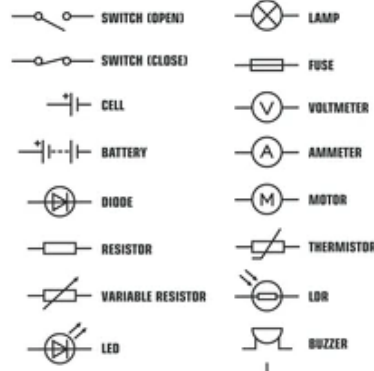 SWITCH (OPEN)
SWITCH (CLOSE)
CELL
BATTERY
DIODE
RESISTOR
VARIABLE RESISTOR
LED
LAMP
FUSE
V VOLTMETER
A AMMETER
M MOTOR
THERMISTOR
LDR
BUZZER